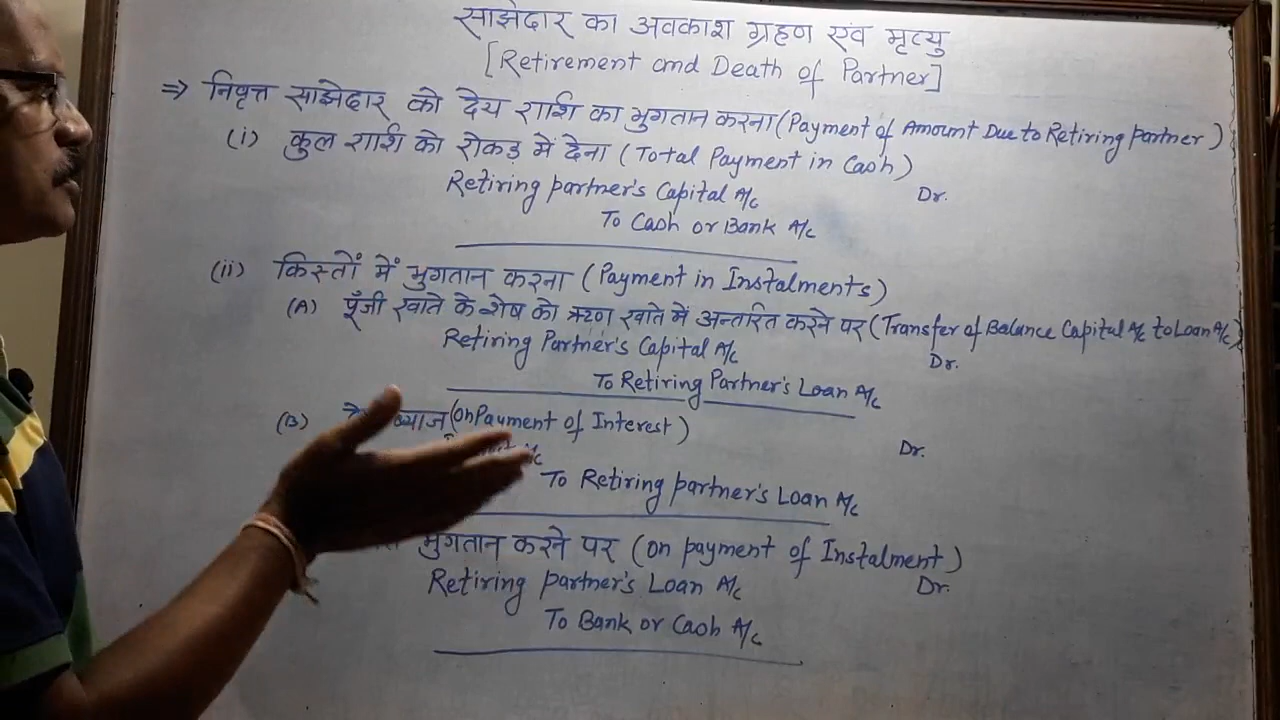 साझेदार का अवकाश ग्रहण एवं मृत्यु
[Retirement and Death of Partner]
⇒ निवृत्त साझेदार को देय राशि का भुगतान करना (Payment of Amount Due to Retiring partner)
(i) कुल राशि को रोकड़ में देना (Total Payment in Cash)
Retiring partner's Capital A/c Dr.
To Cash or Bank A/c
(ii) किस्तों में भुगतान करना (Payment in Instalments)
(A) पूँजी खाते के शेष को ऋण खाते में अन्तरित करने पर (Transfer of Balance Capital A/c to Loan A/c)
Retiring Partner's Capital A/c Dr.
To Retiring Partner's Loan A/c
(B) ब्याज (on Payment of Interest)
A/c Dr.
To Retiring partner's Loan A/c
भुगतान करने पर (on payment of Instalment)
Retiring partner's Loan A/c Dr.
To Bank or Cash A/c